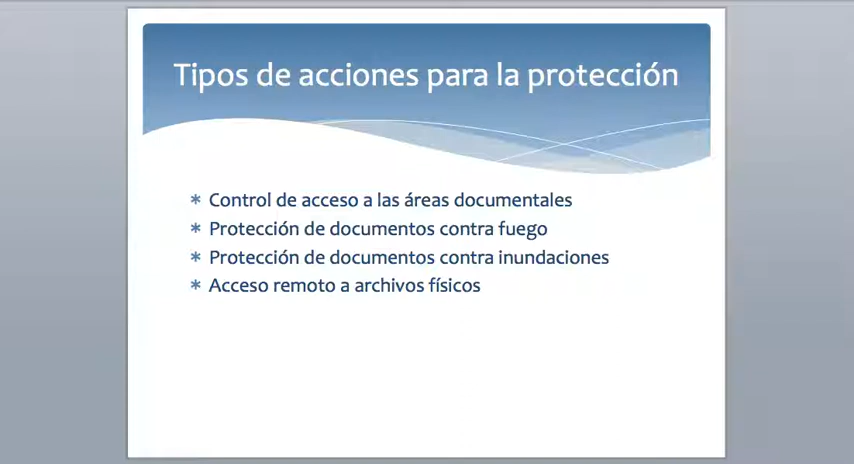 Tipos de acciones para la protección
* Control de acceso a las áreas documentales
* Protección de documentos contra fuego
* Protección de documentos contra inundaciones
* Acceso remoto a archivos físicos